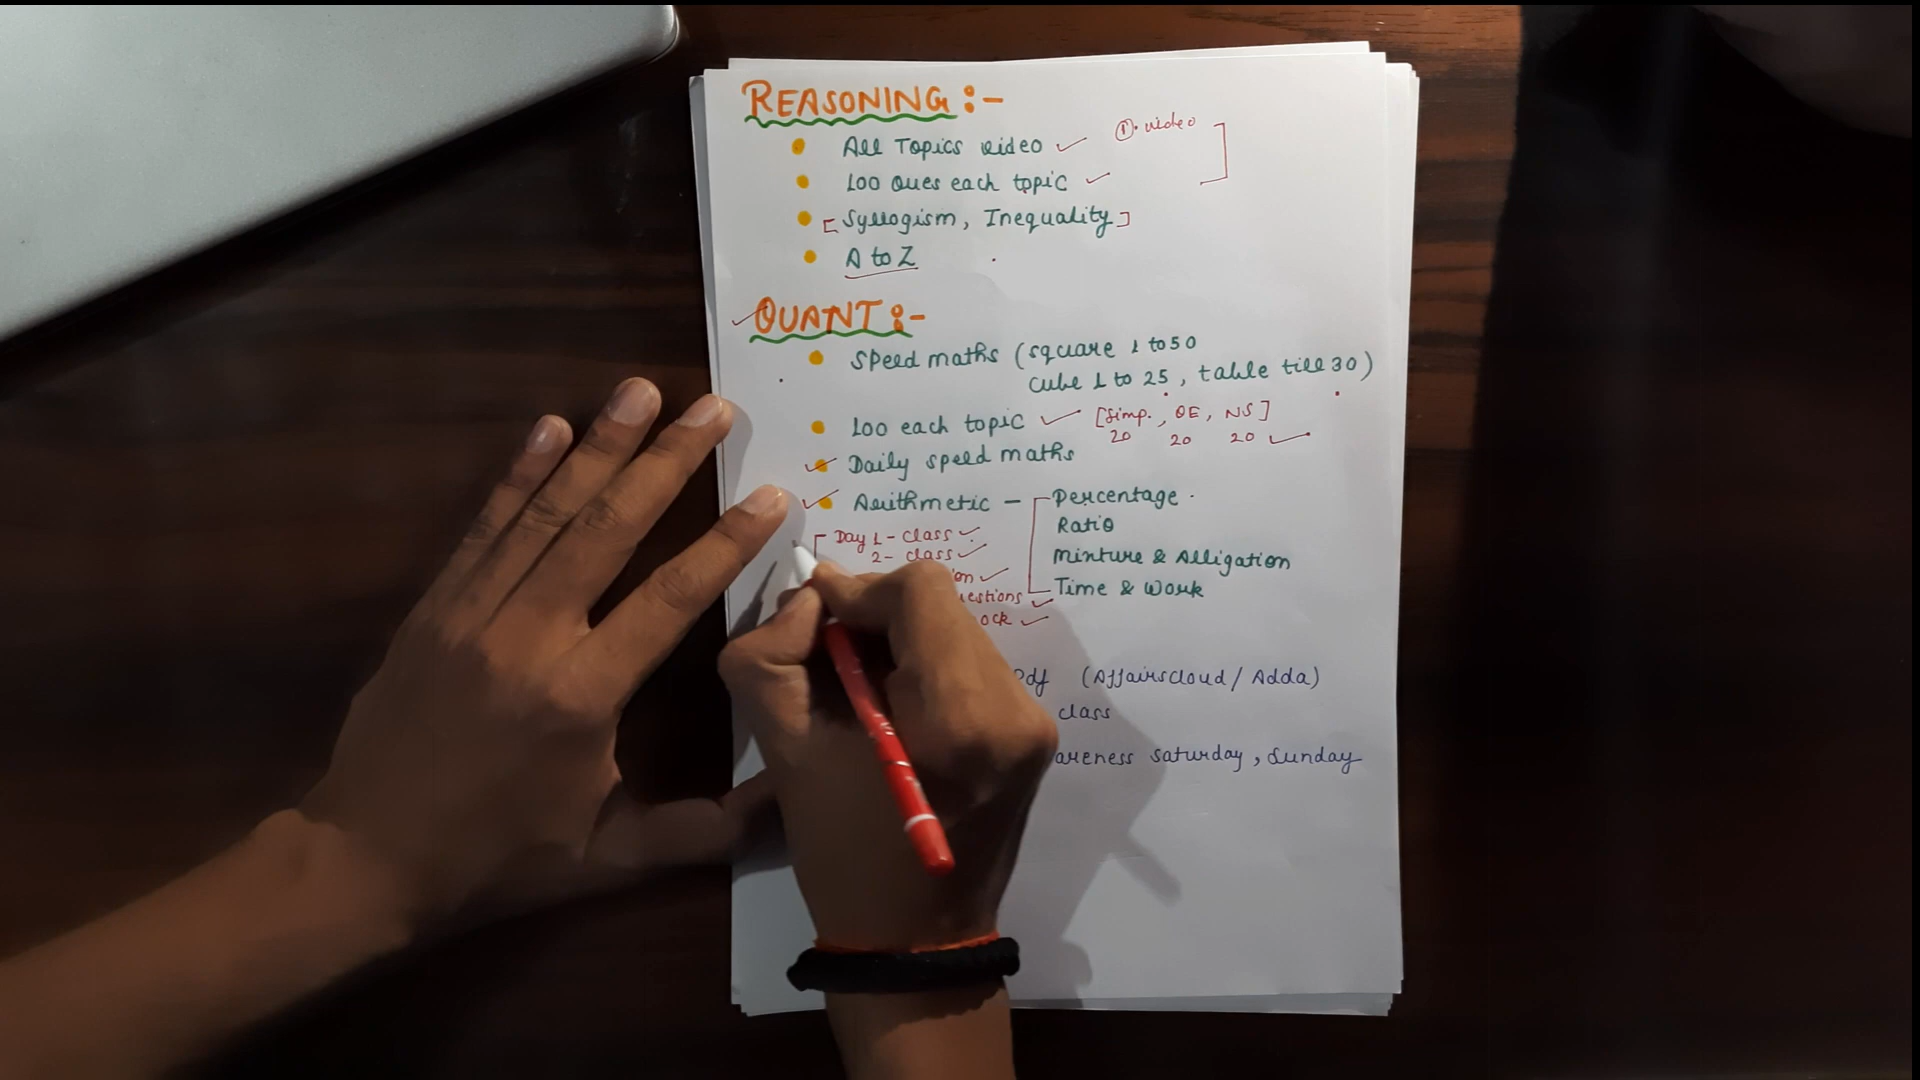 REASONING :-
All Topics video
① • video
100 Ques each topic
[Syllogism, Inequality]
A to Z
QUANT :-
Speed maths (square 1 to 50
cube 1 to 25, table till 30)
100 each topic [Simp., QE, NS]
20 20 20
Daily speed maths
Arithmetic - Percentage
Ratio
Mixture & Alligation
Time & Work
Day 1 - class
2 - class
Pdf (Affairscloud / Adda)
class
Saturday, Sunday